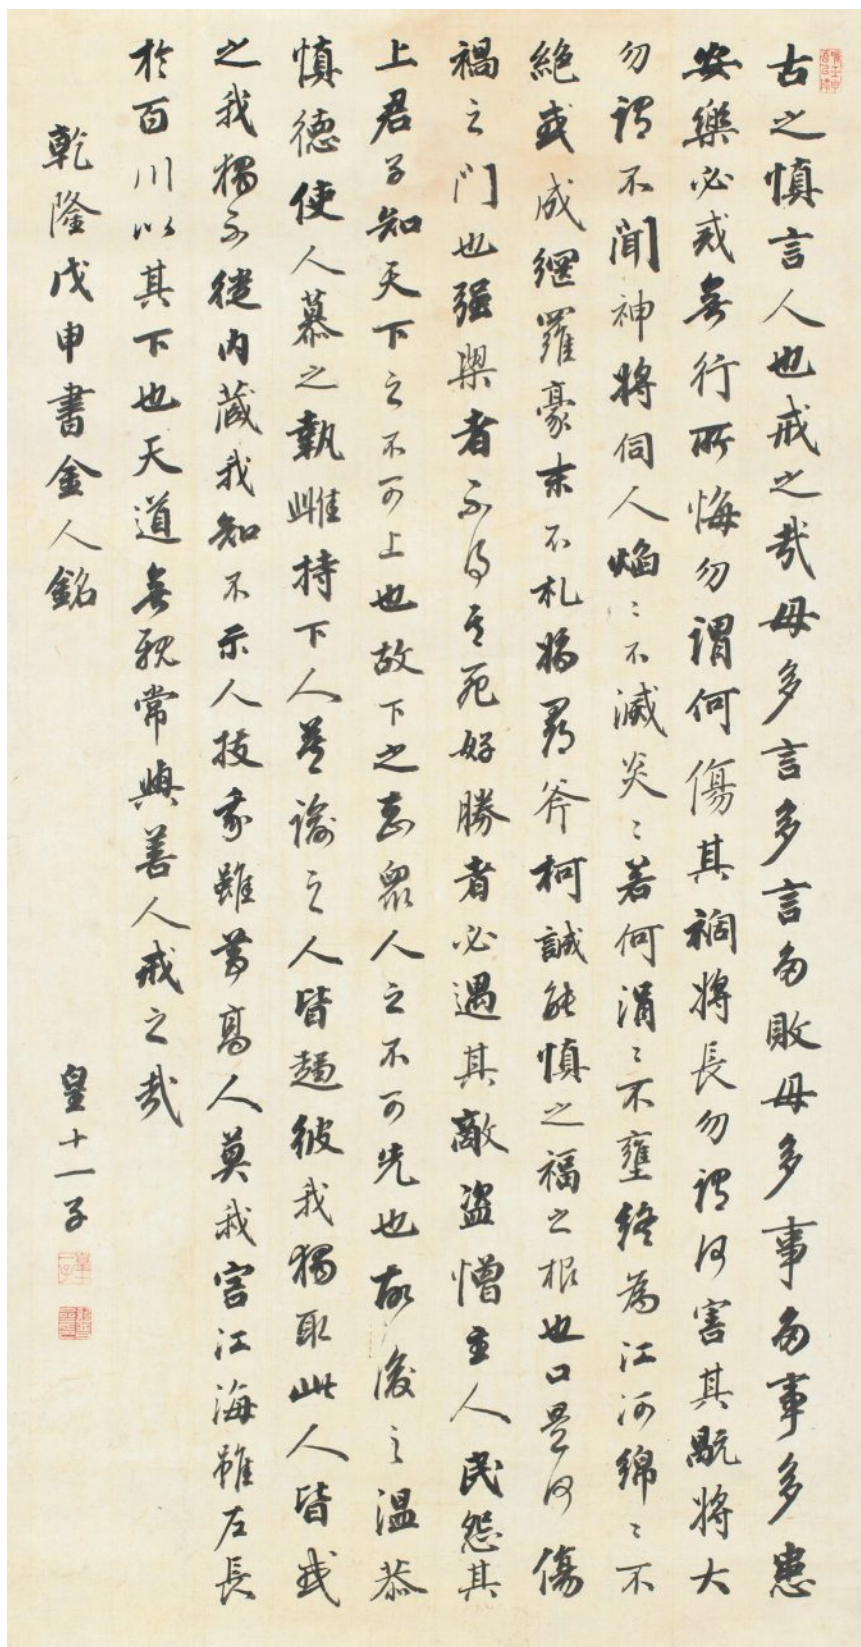 古之慎言人也戒之哉毋多言多言多敗毋多事多事多患
安樂必戒無行所悔勿謂何傷其禍將長勿謂何害其禍將大
勿謂不聞神將伺人焰〻不滅炎〻若何涓〻不壅終為江河綿〻不
絕或成網羅豪末不札將尋斧柯誠能慎之福之根也口是何傷
禍之門也強梁者不得其死好勝者必遇其敵盜憎主人民怨其
上君子知天下之不可上也故下之知眾人之不可先也故後之溫恭
慎德使人慕之執雌持下人莫踰之人皆趨彼我獨取此人皆或
之我獨不徙內藏我知不示人技我雖尊高人莫我害江海雖左長
於百川以其下也天道無親常與善人戒之哉
乾隆戊申書金人銘
皇十一子